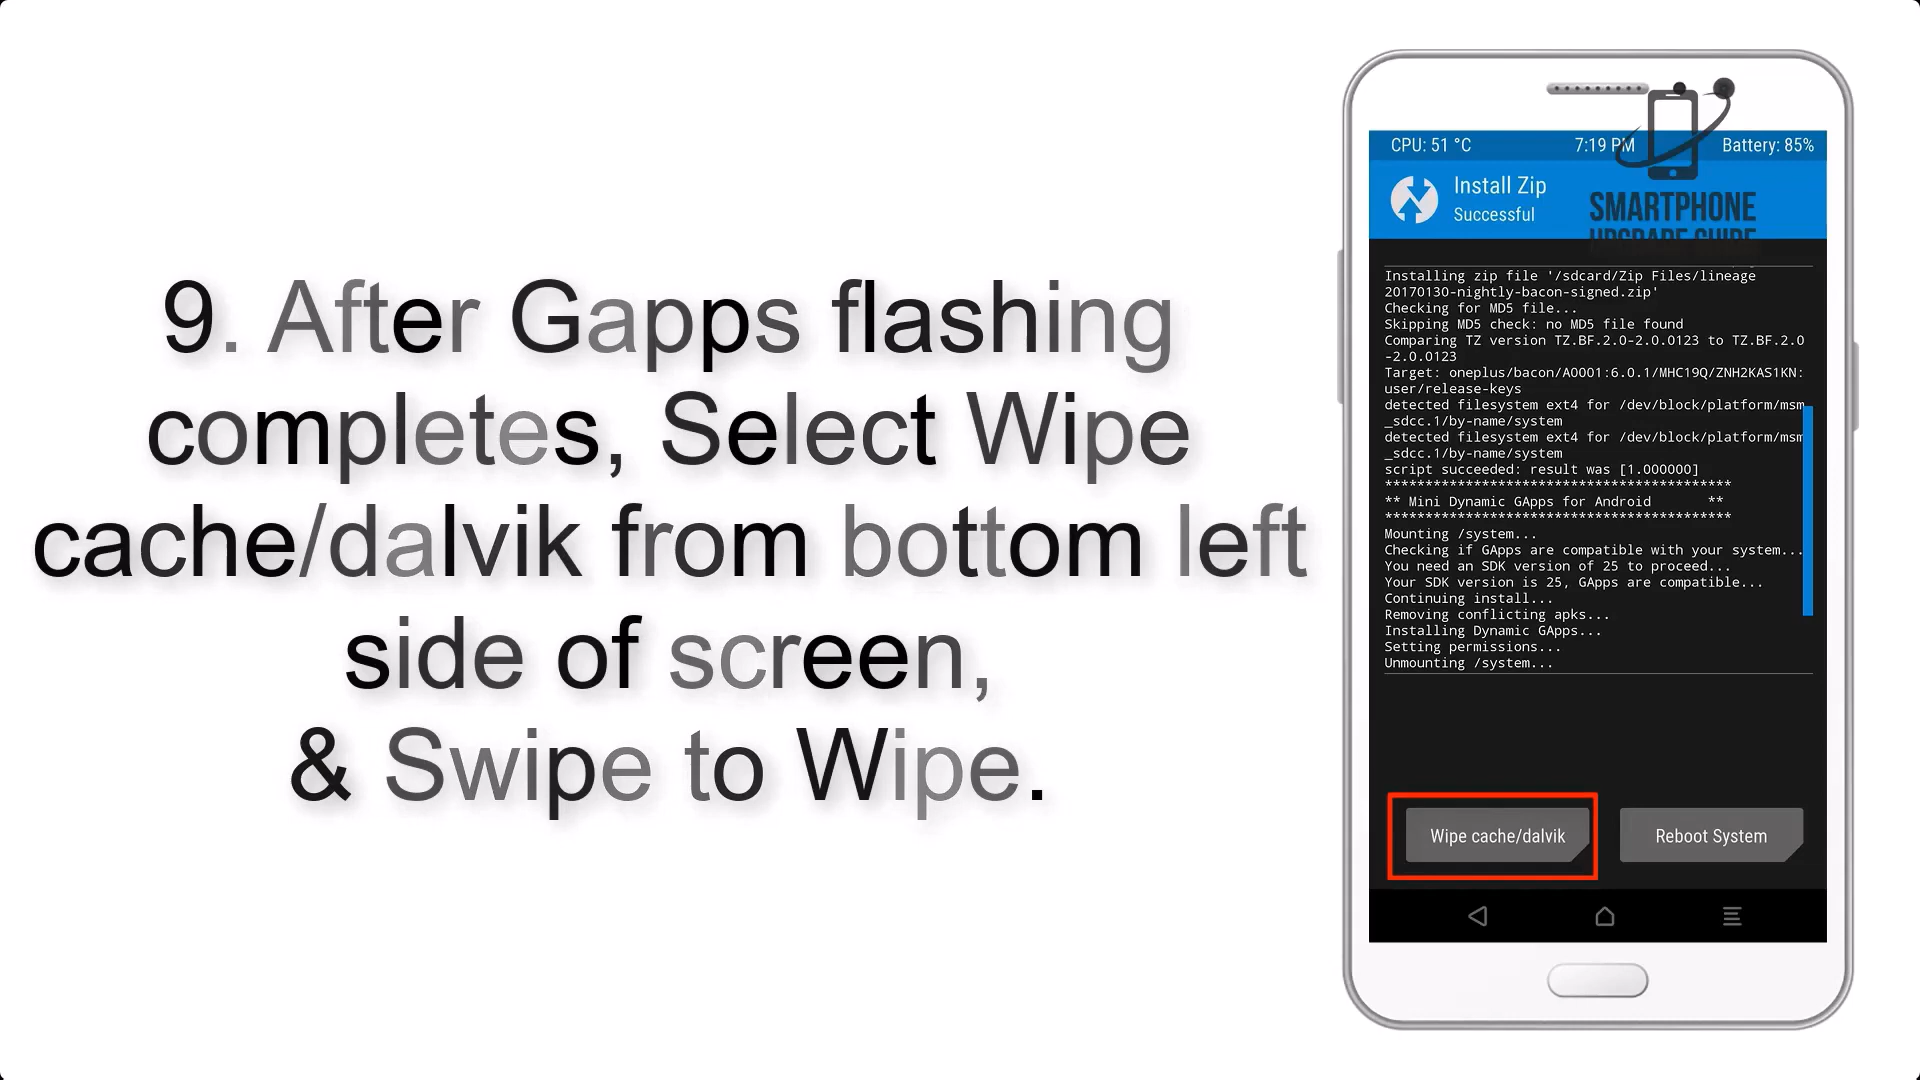 9. After Gapps flashing
completes, Select Wipe
cache/dalvik from bottom left
side of screen,
& Swipe to Wipe.
CPU: 51 °C 7:19 PM Battery: 85%
Install Zip
Successful
SMARTPHONE
UPGRADE GUIDE
Installing zip file '/sdcard/Zip Files/lineage
20170130-nightly-bacon-signed.zip'
Checking for MD5 file...
Skipping MD5 check: no MD5 file found
Comparing TZ version TZ.BF.2.0-2.0.0123 to TZ.BF.2.0
-2.0.0123
Target: oneplus/bacon/A0001:6.0.1/MHC19Q/ZNH2KAS1KN:
user/release-keys
detected filesystem ext4 for /dev/block/platform/msm
_sdcc.1/by-name/system
detected filesystem ext4 for /dev/block/platform/msm
_sdcc.1/by-name/system
script succeeded: result was [1.000000]
******************************************
** Mini Dynamic GApps for Android **
******************************************
Mounting /system...
Checking if GApps are compatible with your system...
You need an SDK version of 25 to proceed...
Your SDK version is 25, GApps are compatible...
Continuing install...
Removing conflicting apks...
Installing Dynamic GApps...
Setting permissions...
Unmounting /system...
Wipe cache/dalvik Reboot System